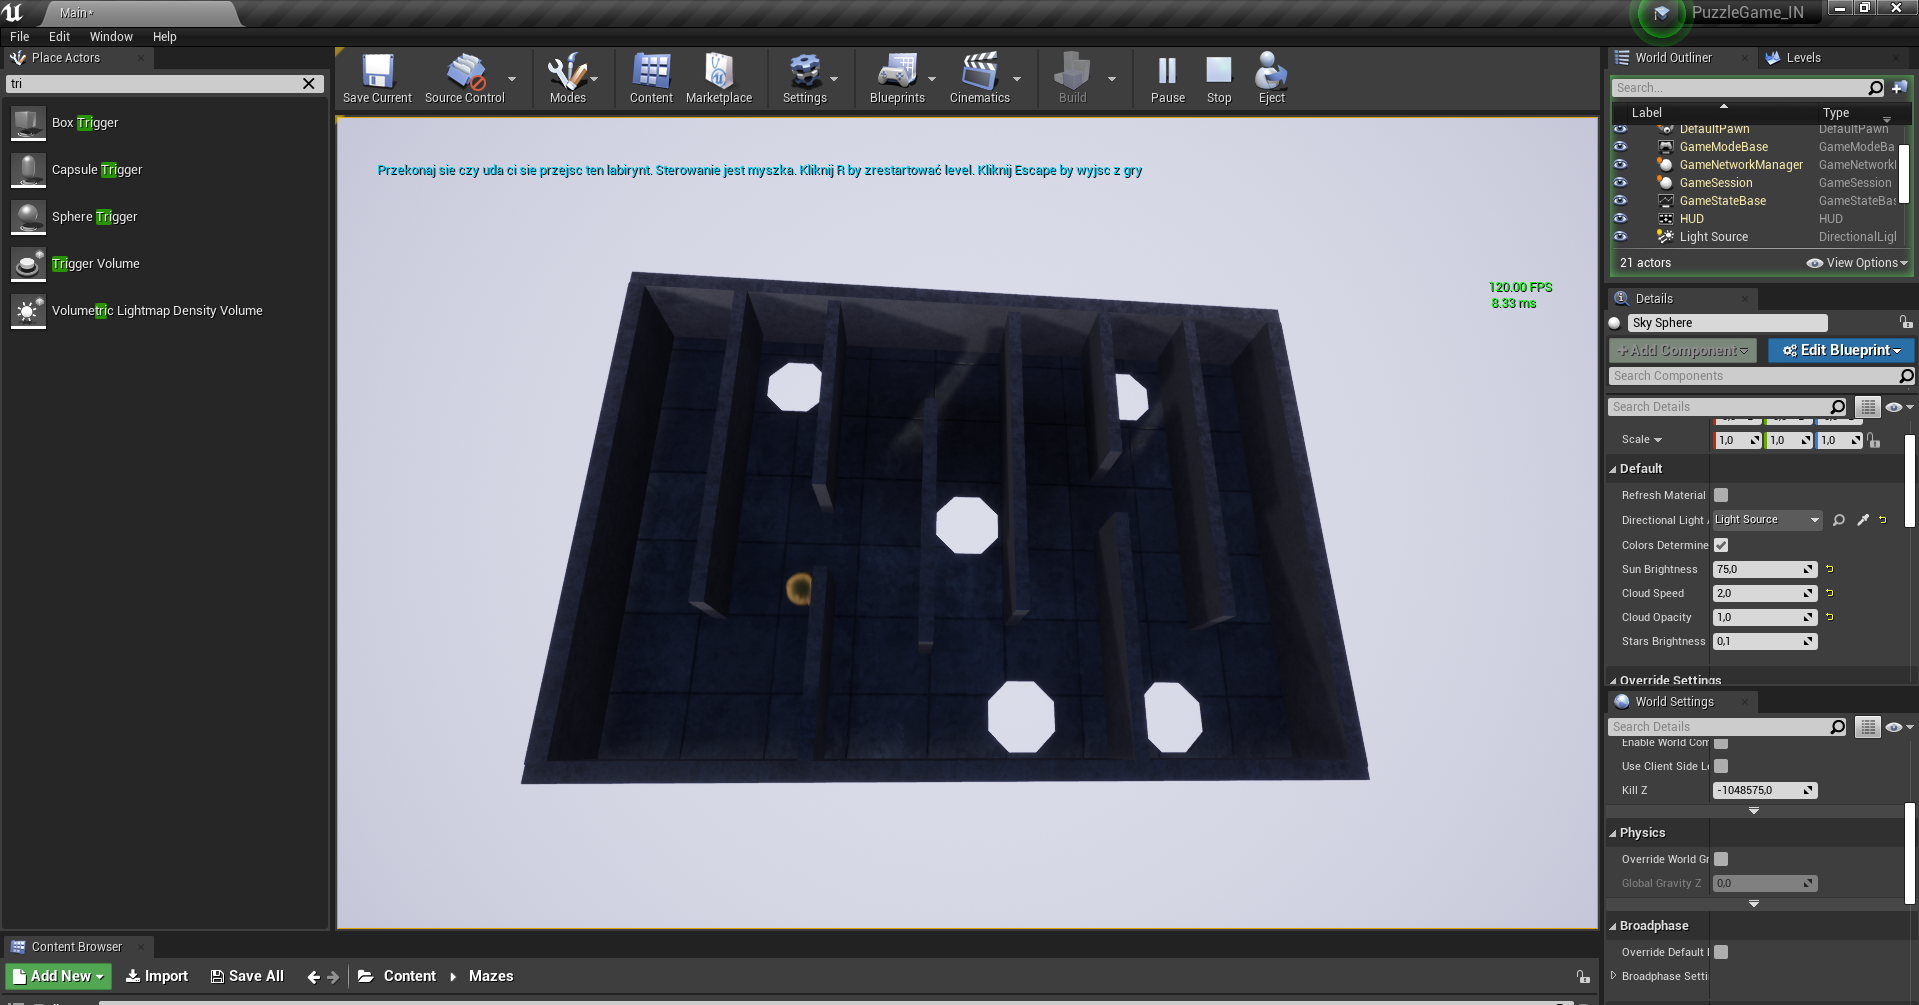 Main*
PuzzleGame_IN
File Edit Window Help
Place Actors
tri
Box Trigger
Capsule Trigger
Sphere Trigger
Trigger Volume
Volumetric Lightmap Density Volume
Save Current
Source Control
Modes
Content
Marketplace
Settings
Blueprints
Cinematics
Build
Pause
Stop
Eject
Przekonaj sie czy uda ci sie przejsc ten labirynt. Sterowanie jest myszka. Kliknij R by zrestartować level. Kliknij Escape by wyjsc z gry
120.00 FPS
8.33 ms
World Outliner
Levels
Search...
Label Type
DefaultPawn DefaultPawn
GameModeBase GameModeBa
GameNetworkManager GameNetworkI
GameSession GameSession
GameStateBase GameStateBas
HUD HUD
Light Source DirectionalLigl
21 actors View Options
Details
Sky Sphere
+ Add Component Edit Blueprint
Search Components
Search Details
Scale 1,0 1,0 1,0
Default
Refresh Material
Directional Light Light Source
Colors Determine
Sun Brightness 75,0
Cloud Speed 2,0
Cloud Opacity 1,0
Stars Brightness 0,1
Override Settings
World Settings
Search Details
Enable World Com
Use Client Side L
Kill Z -1048575,0
Physics
Override World Gr
Global Gravity Z 0,0
Broadphase
Override Default
Broadphase Setti
Content Browser
Add New Import Save All Content Mazes